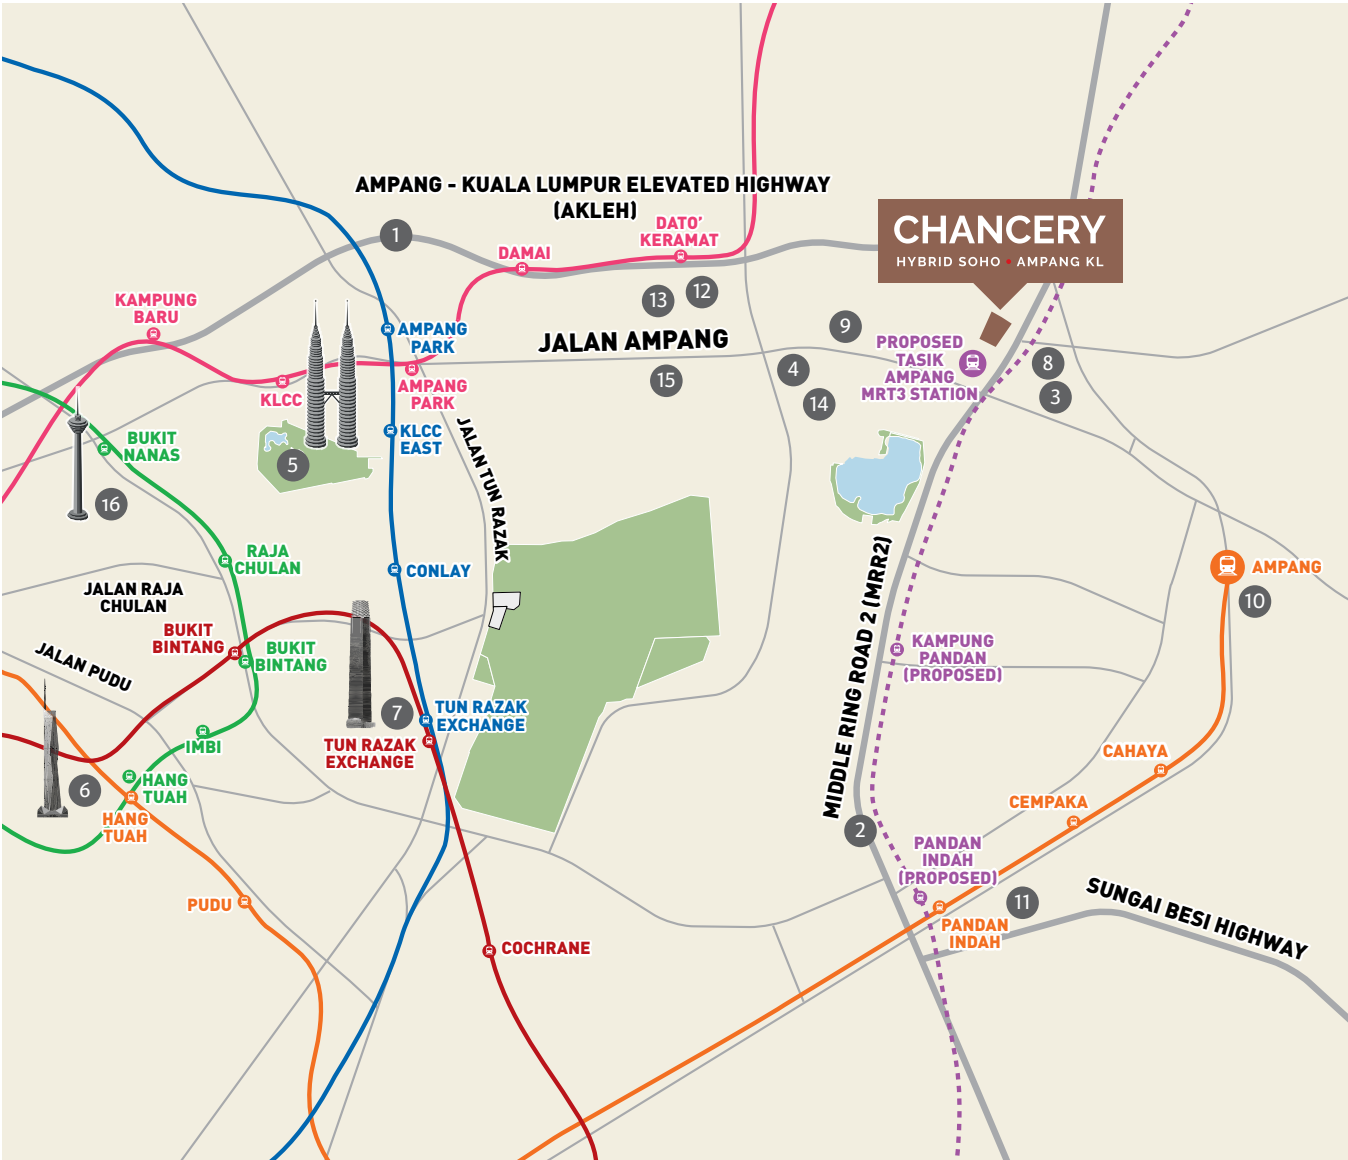 AMPANG - KUALA LUMPUR ELEVATED HIGHWAY
(AKLEH)
1
DATO'
KERAMAT
DAMAI
CHANCERY
HYBRID SOHO • AMPANG KL
KAMPUNG
BARU
13
12
AMPANG
PARK
JALAN AMPANG
9
PROPOSED
TASIK
AMPANG
MRT3 STATION
8
3
4
14
15
KLCC
AMPANG
PARK
BUKIT
NANAS
KLCC
EAST
5
JALAN TUN RAZAK
16
RAJA
CHULAN
CONLAY
AMPANG
10
JALAN RAJA
CHULAN
BUKIT
BINTANG
BUKIT
BINTANG
JALAN PUDU
MIDDLE RING ROAD 2 (MRR2)
KAMPUNG
PANDAN
(PROPOSED)
7
TUN RAZAK
EXCHANGE
TUN RAZAK
EXCHANGE
IMBI
CAHAYA
6
HANG
TUAH
HANG
TUAH
CEMPAKA
2
PANDAN
INDAH
(PROPOSED)
11
PANDAN
INDAH
SUNGAI BESI HIGHWAY
PUDU
COCHRANE